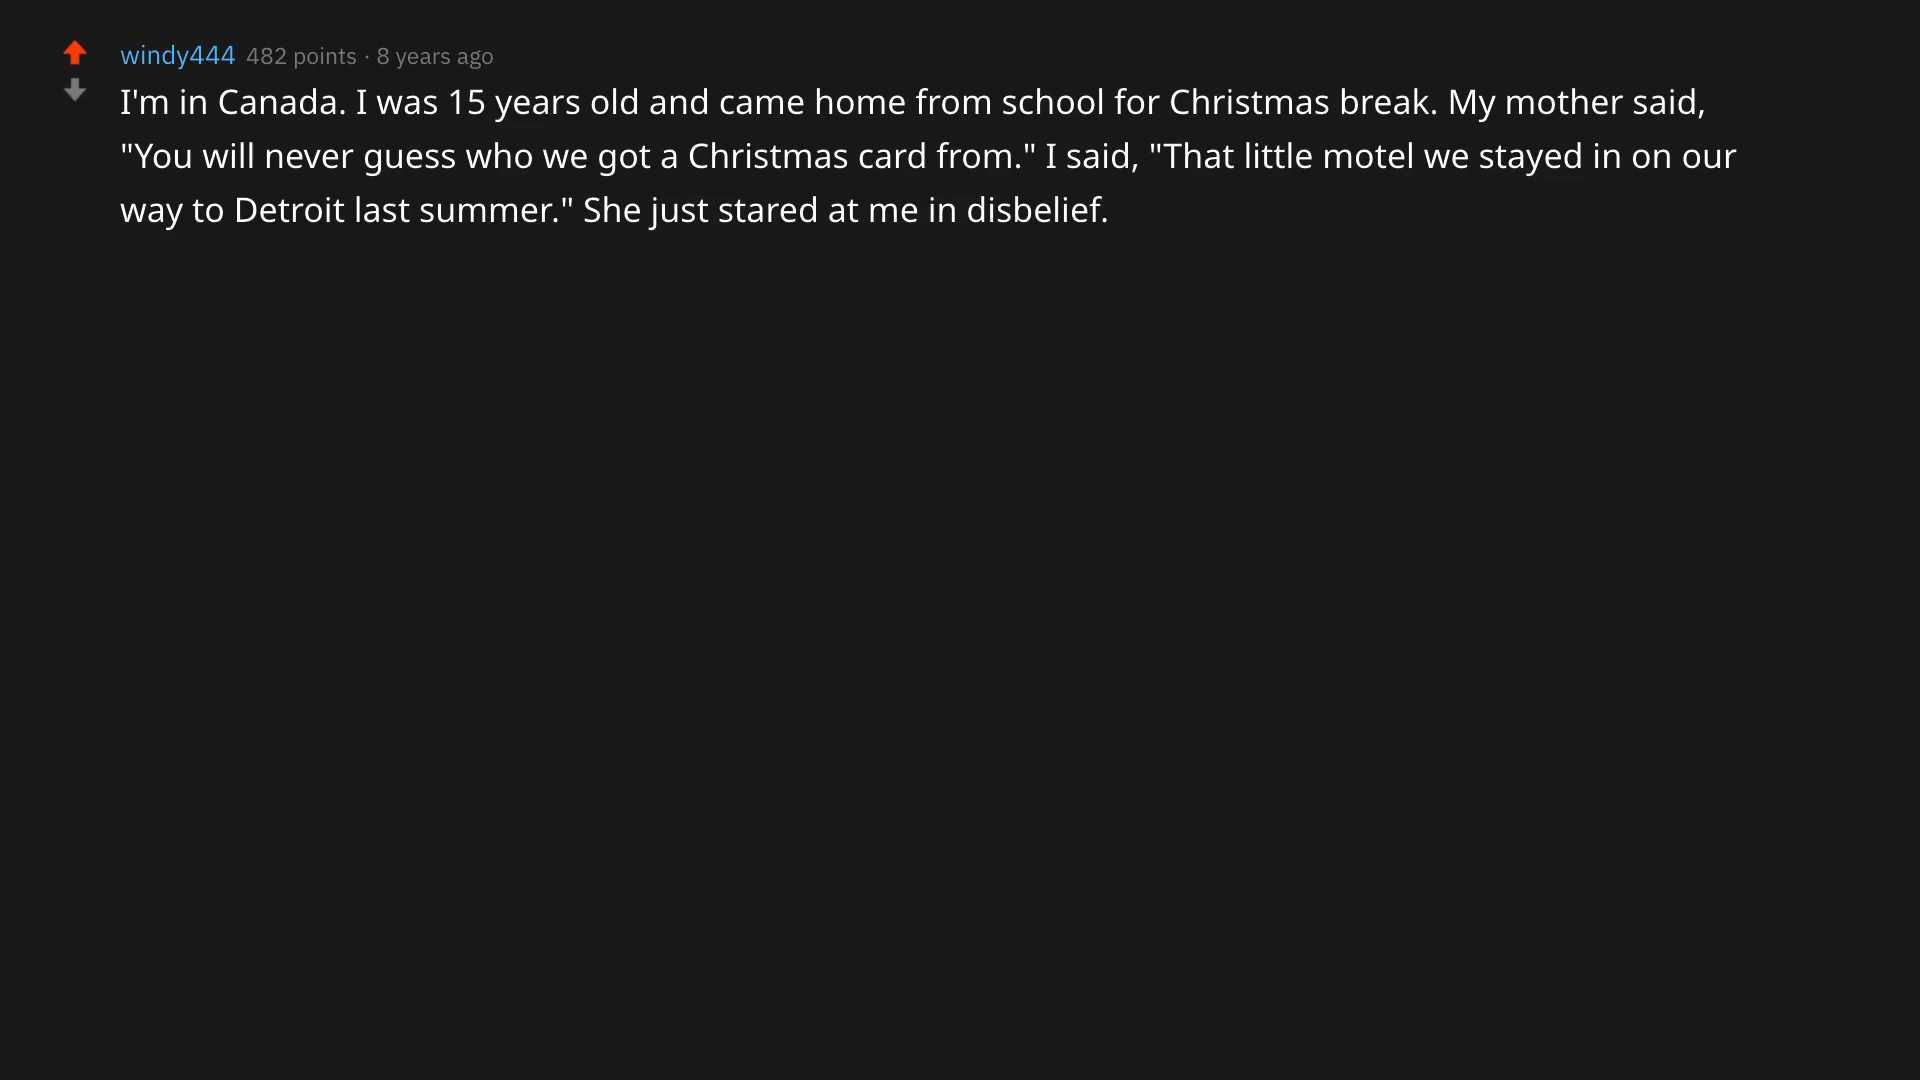 windy444 482 points · 8 years ago
I'm in Canada. I was 15 years old and came home from school for Christmas break. My mother said,
"You will never guess who we got a Christmas card from." I said, "That little motel we stayed in on our
way to Detroit last summer." She just stared at me in disbelief.